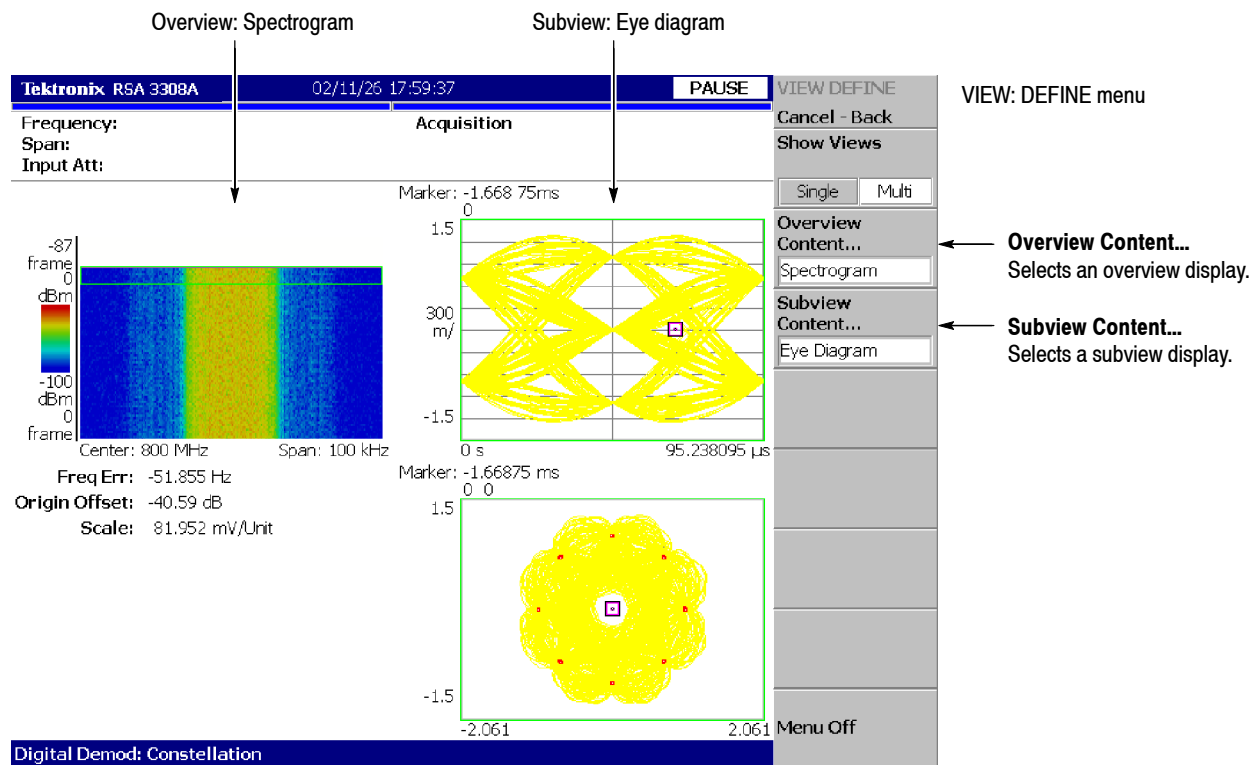 Overview: Spectrogram
Subview: Eye diagram
Tektronix RSA 3308A 02/11/26 17:59:37 PAUSE
VIEW DEFINE
VIEW: DEFINE menu
Cancel - Back
Frequency:
Acquisition
Span:
Input Att:
Show Views
Single Multi
Marker: -1.668 75ms
0
1.5
300
m/
-1.5
0 s
95.238095 µs
-87
frame
0
dBm
-100
dBm
0
frame
Center: 800 MHz
Span: 100 kHz
Freq Err: -51.855 Hz
Origin Offset: -40.59 dB
Scale: 81.952 mV/Unit
Marker: -1.66875 ms
0 0
1.5
-1.5
-2.061
2.061
Overview
Content...
Spectrogram
Overview Content...
Selects an overview display.
Subview
Content...
Eye Diagram
Subview Content...
Selects a subview display.
Menu Off
Digital Demod: Constellation